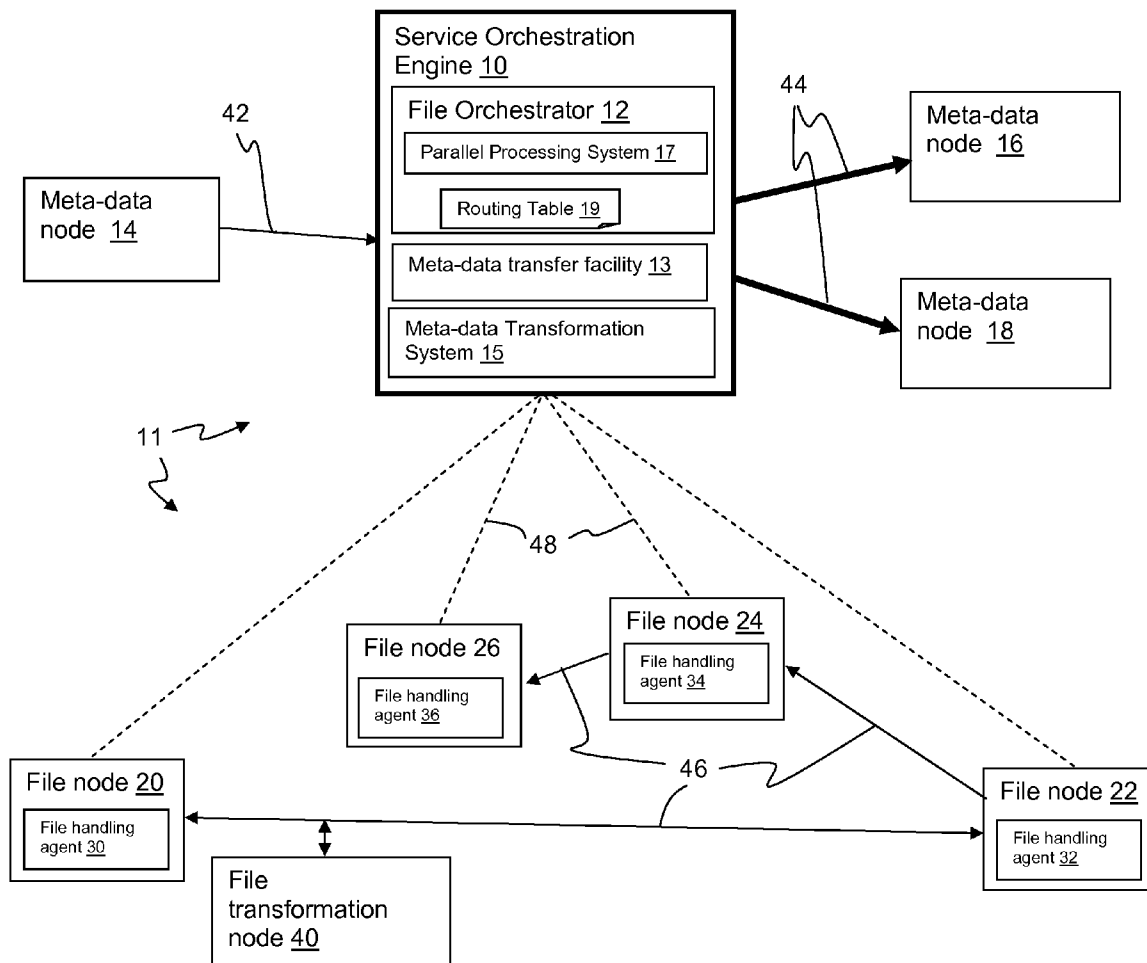 Service Orchestration
Engine 10
File Orchestrator 12
Parallel Processing System 17
Routing Table 19
Meta-data transfer facility 13
Meta-data Transformation
System 15
42
Meta-data
node 14
44
Meta-data
node 16
Meta-data
node 18
11
48
File node 26
File handling
agent 36
File node 24
File handling
agent 34
46
File node 20
File handling
agent 30
File node 22
File handling
agent 32
File
transformation
node 40